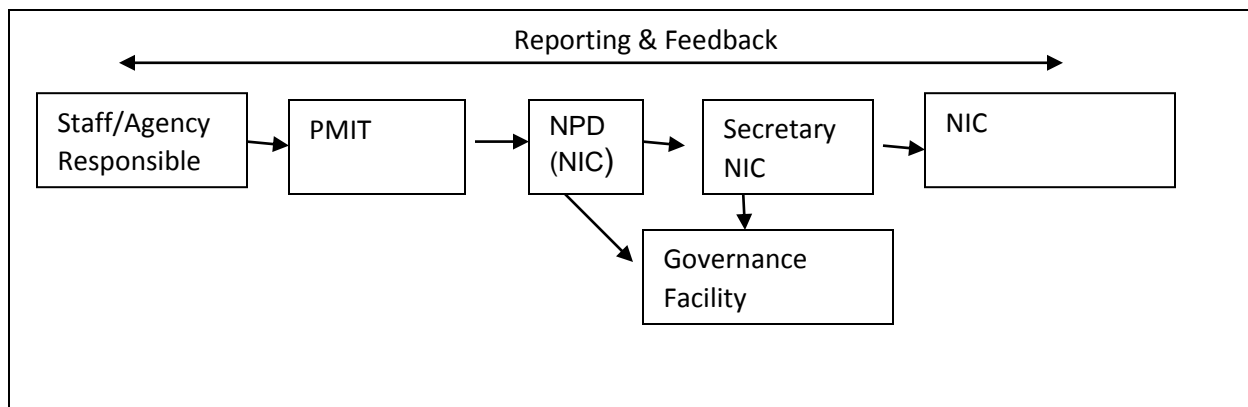 Reporting & Feedback
Staff/Agency
Responsible
PMIT
NPD
(NIC)
Secretary
NIC
NIC
Governance
Facility